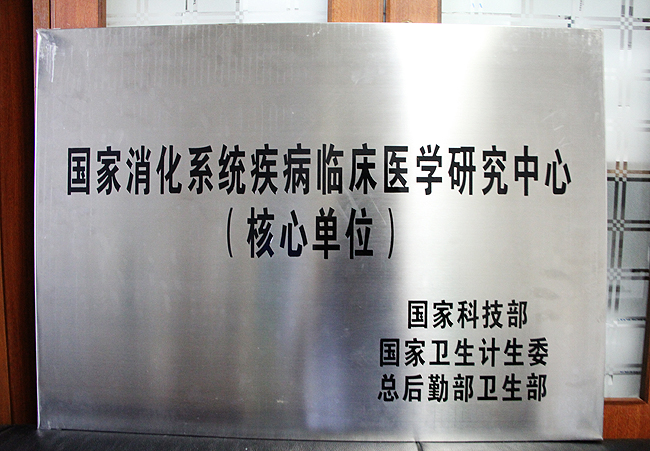 国家消化系统疾病临床医学研究中心
（核心单位）
国家科技部
国家卫生计生委
总后勤部卫生部